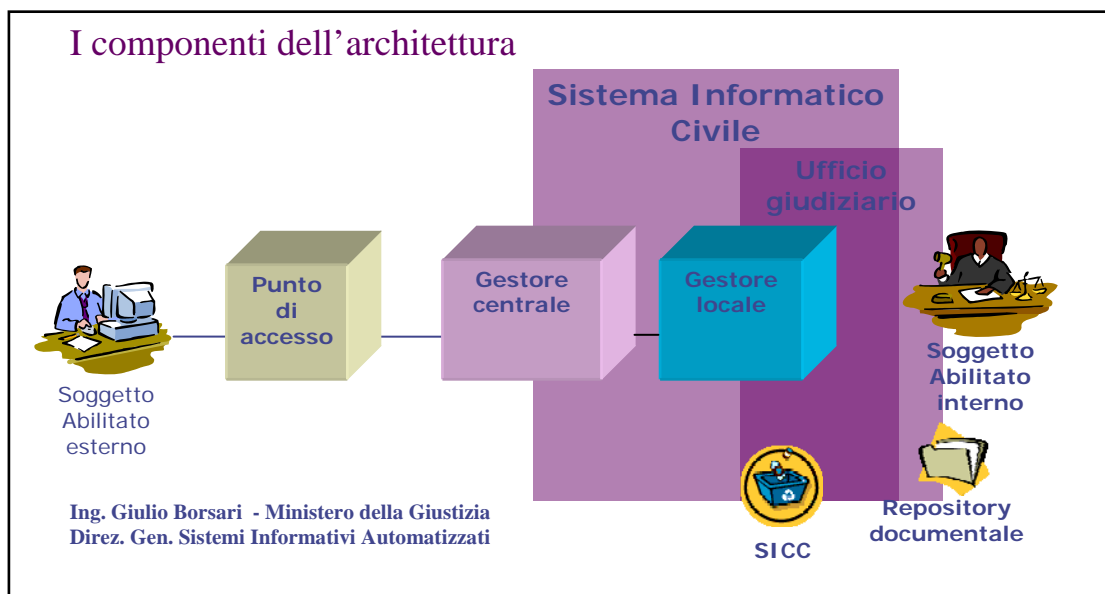 I componenti dell'architettura
Sistema Informatico
Civile
Ufficio
giudiziario
Punto
di
accesso
Gestore
centrale
Gestore
locale
Soggetto
Abilitato
esterno
Soggetto
Abilitato
interno
Ing. Giulio Borsari - Ministero della Giustizia
Direz. Gen. Sistemi Informativi Automatizzati
SICC
Repository
documentale